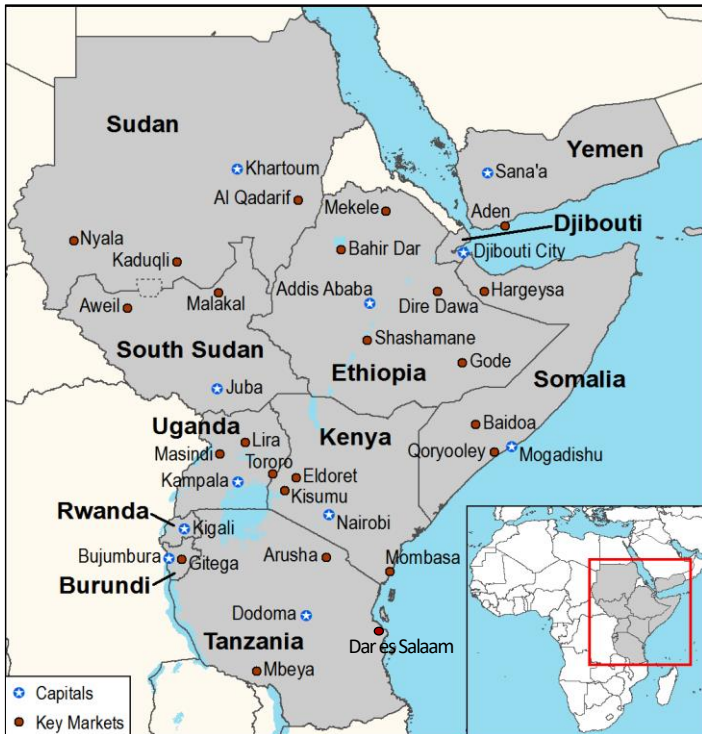 Sudan
Yemen
Khartoum
Sana'a
Al Qadarif
Mekele
Aden
Djibouti
Nyala
Bahir Dar
Djibouti City
Kaduqli
Addis Ababa
Hargeysa
Aweil
Malakal
Dire Dawa
Shashamane
South Sudan
Gode
Ethiopia
Somalia
Juba
Uganda
Baidoa
Kenya
Lira
Masindi
Qoryooley
Mogadishu
Tororo
Eldoret
Kampala
Kisumu
Rwanda
Nairobi
Kigali
Bujumbura
Gitega
Arusha
Mombasa
Burundi
Dodoma
Tanzania
Dar es Salaam
Mbeya
Capitals
Key Markets